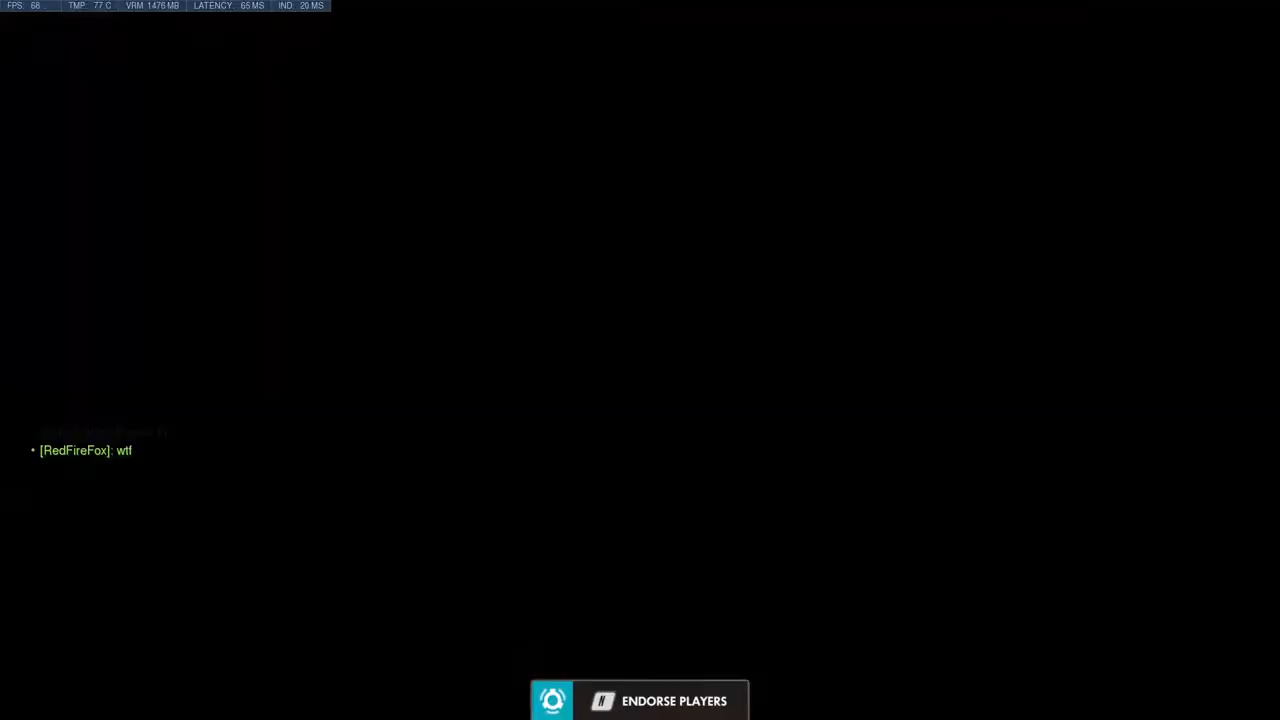 FPS: 68 TMP: 77 C VRM: 1476 MB LATENCY: 65 MS IND: 20 MS
• [RedFireFox]: wtf
N ENDORSE PLAYERS